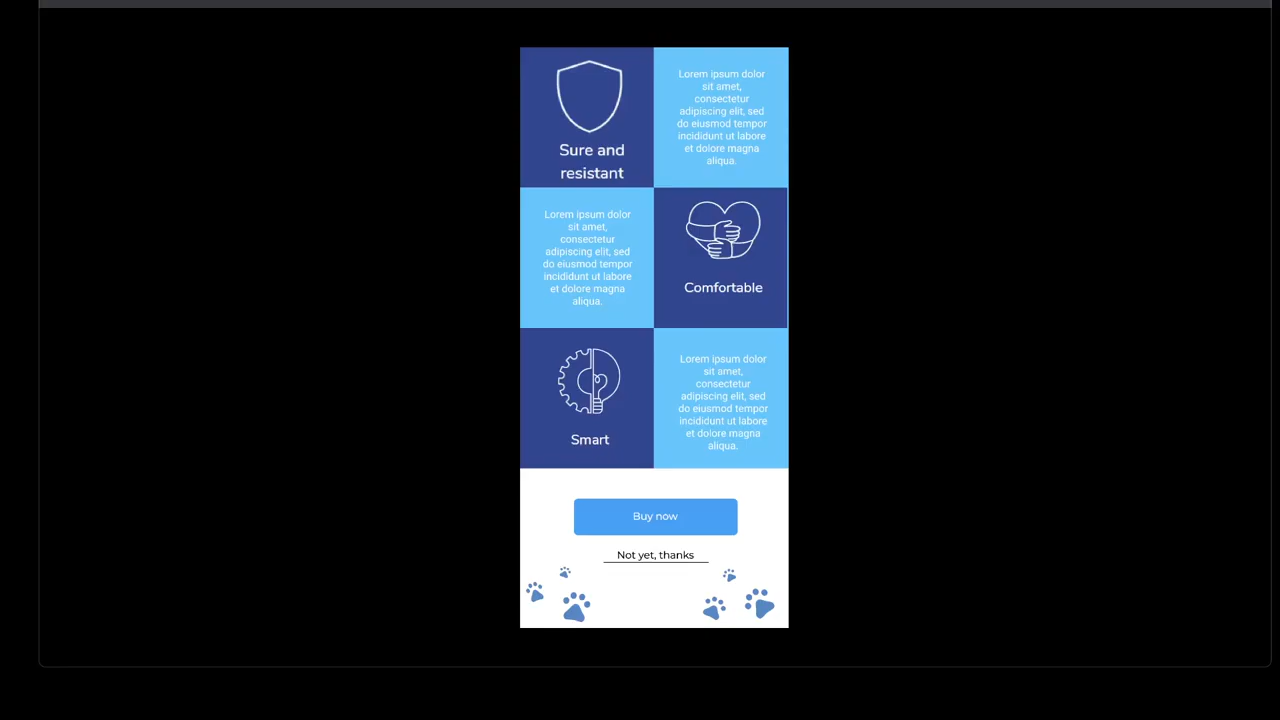 Sure and
resistant
Lorem ipsum dolor
sit amet,
consectetur
adipiscing elit, sed
do eiusmod tempor
incididunt ut labore
et dolore magna
aliqua.
Lorem ipsum dolor
sit amet,
consectetur
adipiscing elit, sed
do eiusmod tempor
incididunt ut labore
et dolore magna
aliqua.
Comfortable
Smart
Lorem ipsum dolor
sit amet,
consectetur
adipiscing elit, sed
do eiusmod tempor
incididunt ut labore
et dolore magna
aliqua.
Buy now
Not yet, thanks